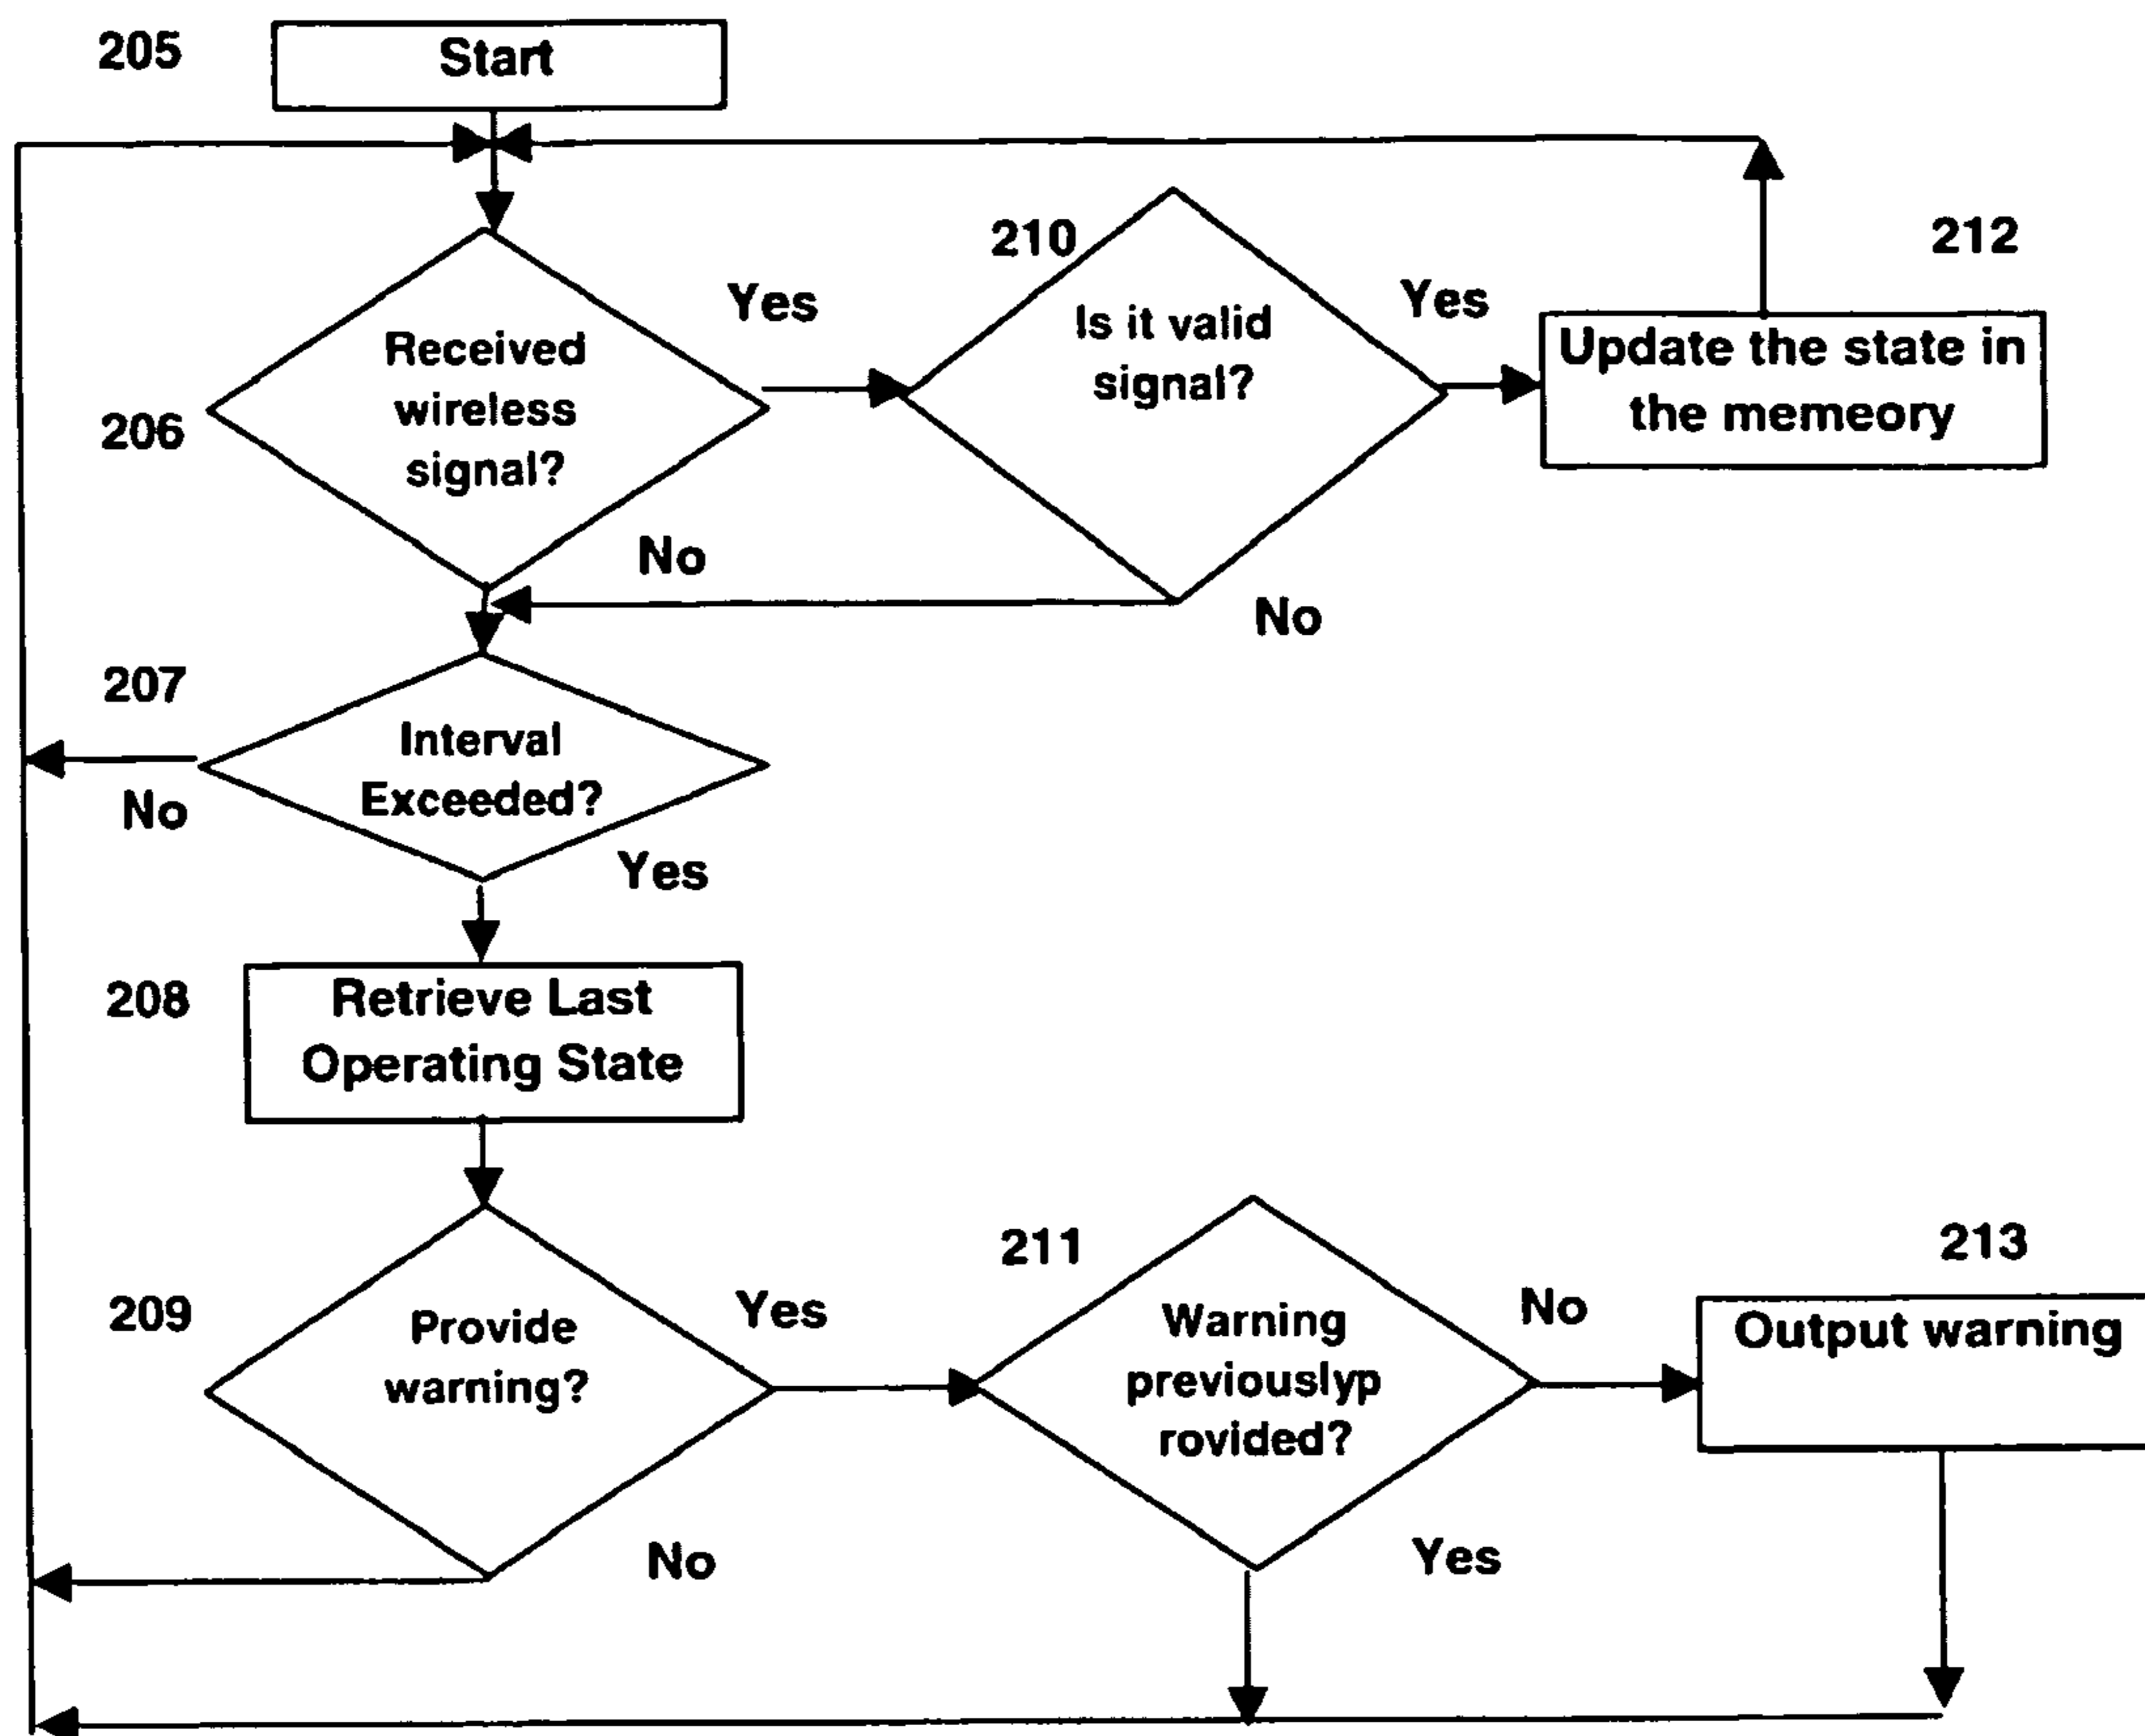 205
Start
210
212
Yes
Yes
Is it valid
signal?
Received
wireless
signal?
Update the state in
the memeory
206
No
No
207
Interval
Exceeded?
No
Yes
208
Retrieve Last
Operating State
211
213
209
Yes
No
Provide
warning?
Warning
previouslyp
rovided?
Output warning
No
Yes